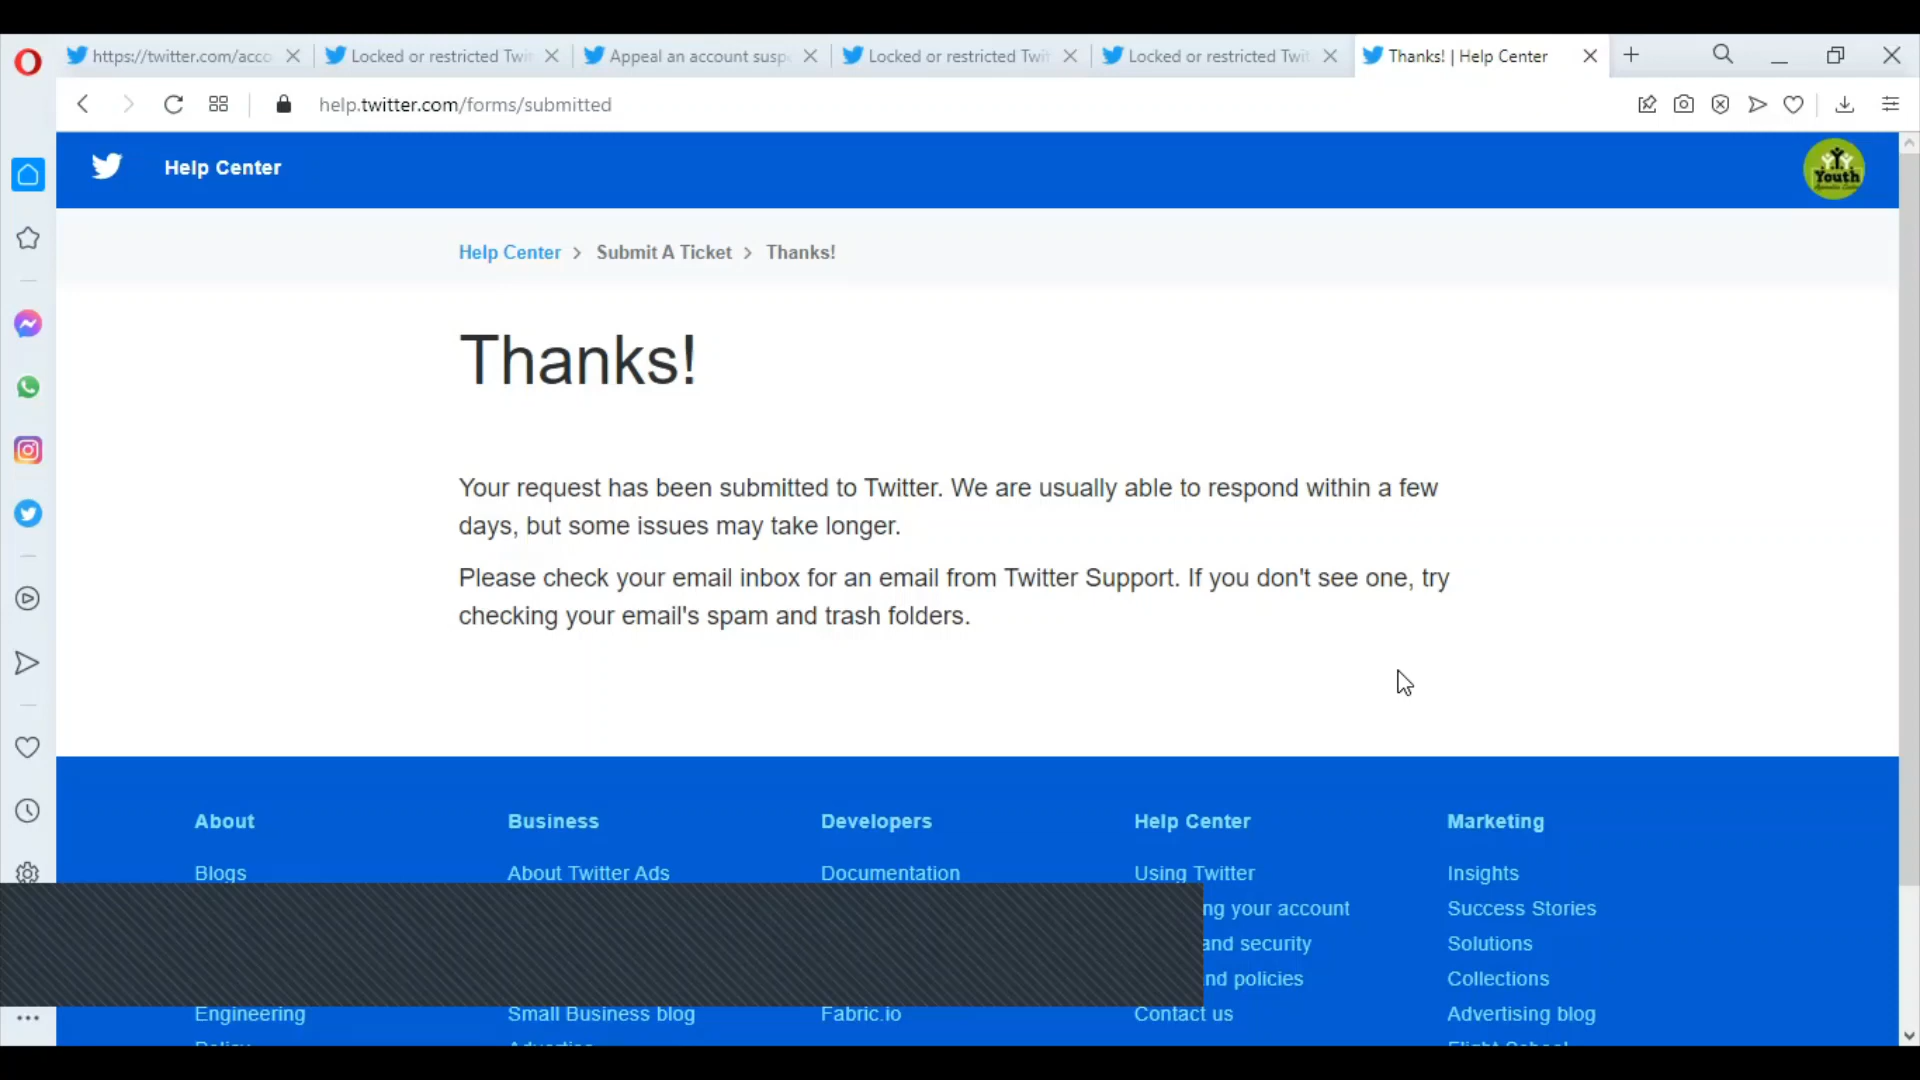 https://twitter.com/acco
Locked or restricted Twi
Appeal an account susp
Locked or restricted Twi
Locked or restricted Twi
Thanks! | Help Center
help.twitter.com/forms/submitted
Help Center
Youth
Help Center > Submit A Ticket > Thanks!
Thanks!
Your request has been submitted to Twitter. We are usually able to respond within a few
days, but some issues may take longer.
Please check your email inbox for an email from Twitter Support. If you don't see one, try
checking your email's spam and trash folders.
About
Business
Developers
Help Center
Marketing
Blogs
About Twitter Ads
Documentation
Using Twitter
Insights
ng your account
Success Stories
and security
Solutions
nd policies
Collections
Engineering
Small Business blog
Fabric.io
Contact us
Advertising blog